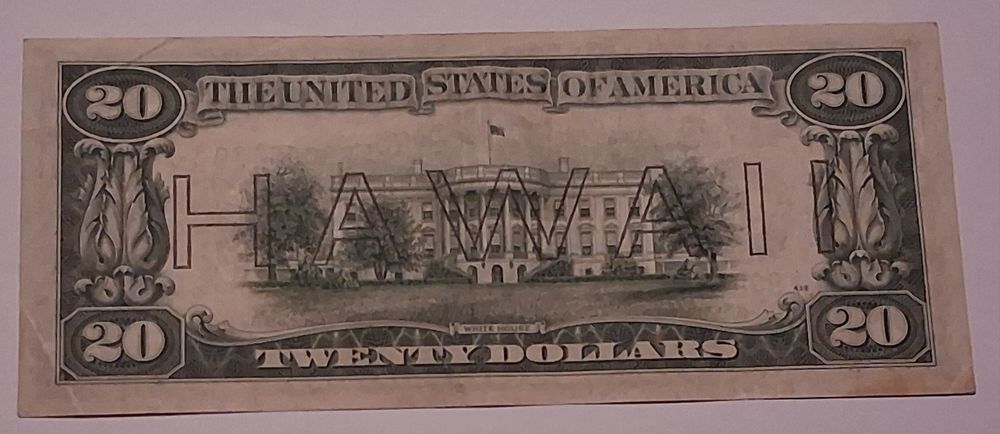 20 THE UNITED STATES OF AMERICA 20
HAWAII
WHITE HOUSE
20 TWENTY DOLLARS 20